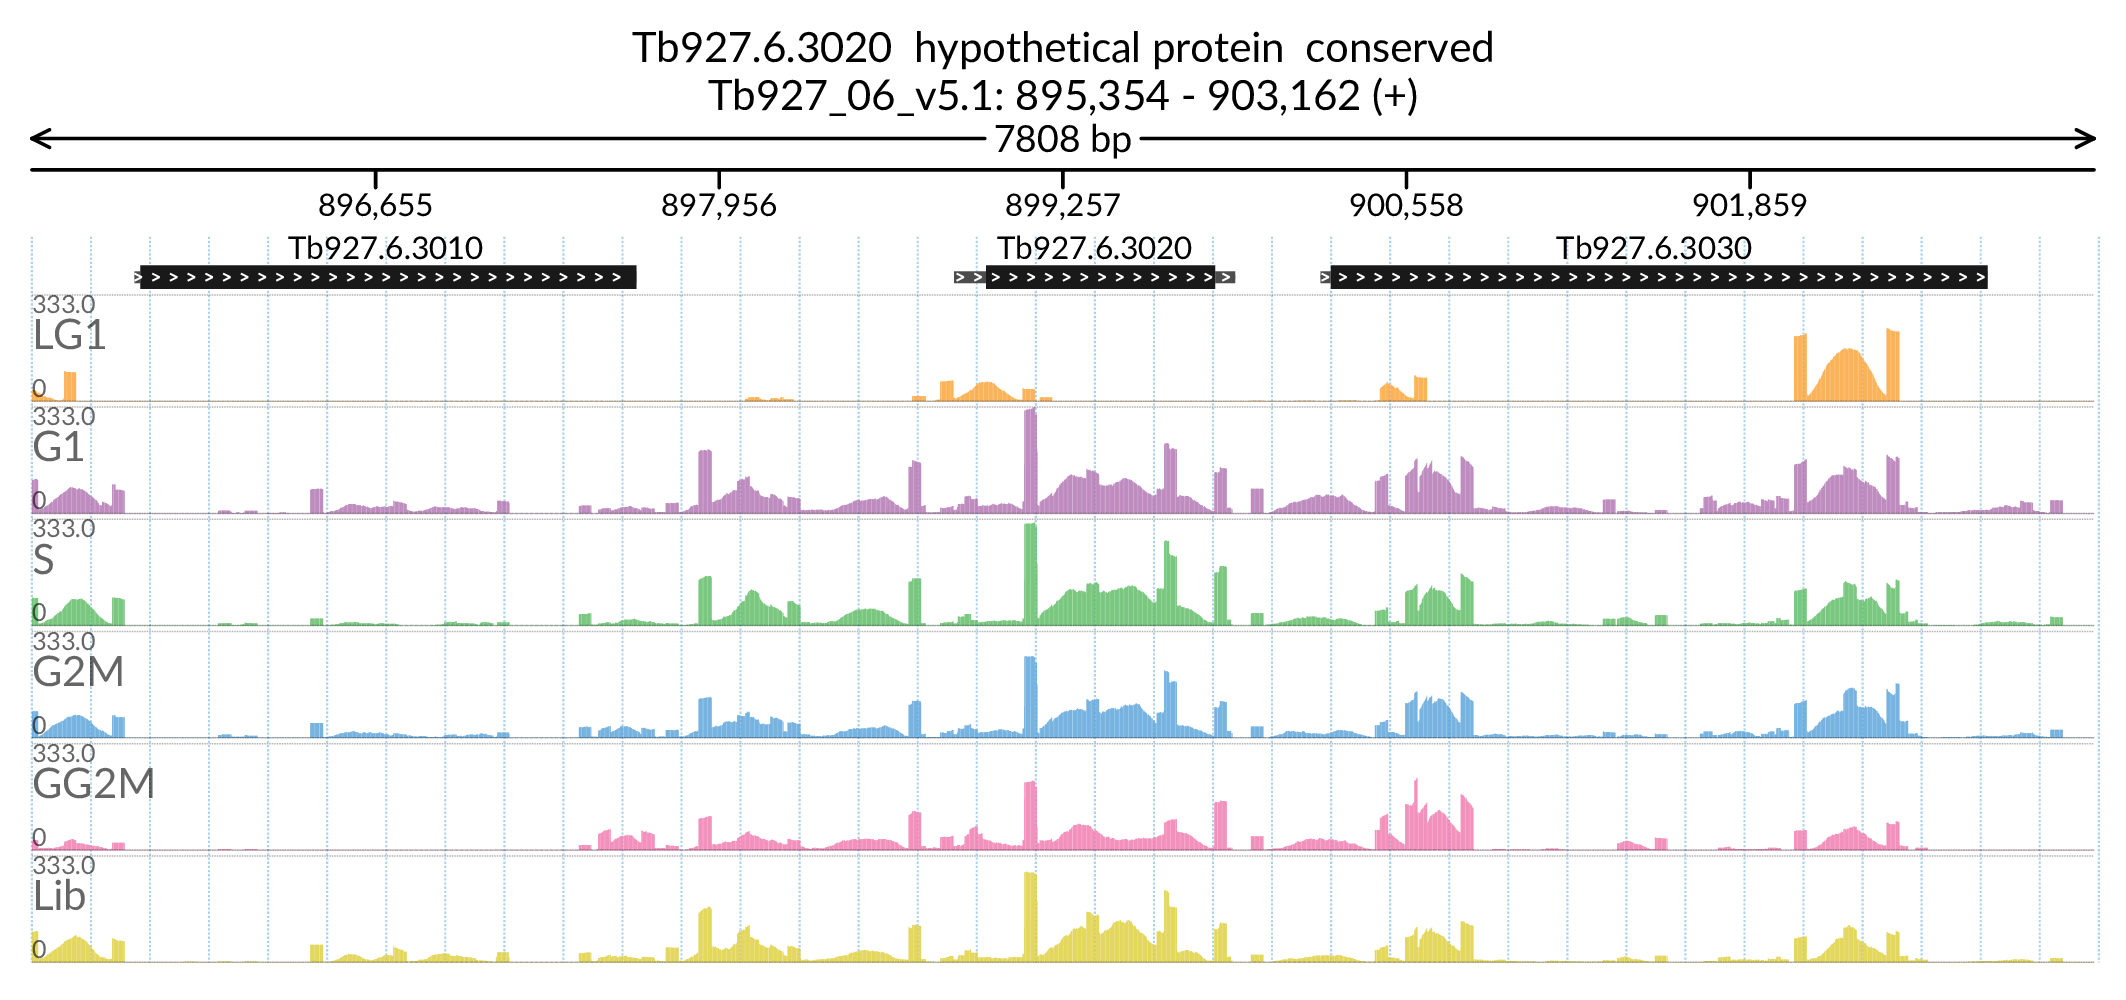 Tb927.6.3020  hypothetical protein  conserved
Tb927_06_v5.1: 895,354 - 903,162 (+)
7808 bp
896,655 897,956 899,257 900,558 901,859
Tb927.6.3010 Tb927.6.3020 Tb927.6.3030
333.0
LG1
0
333.0
G1
0
333.0
S
0
333.0
G2M
0
333.0
GG2M
0
333.0
Lib
0